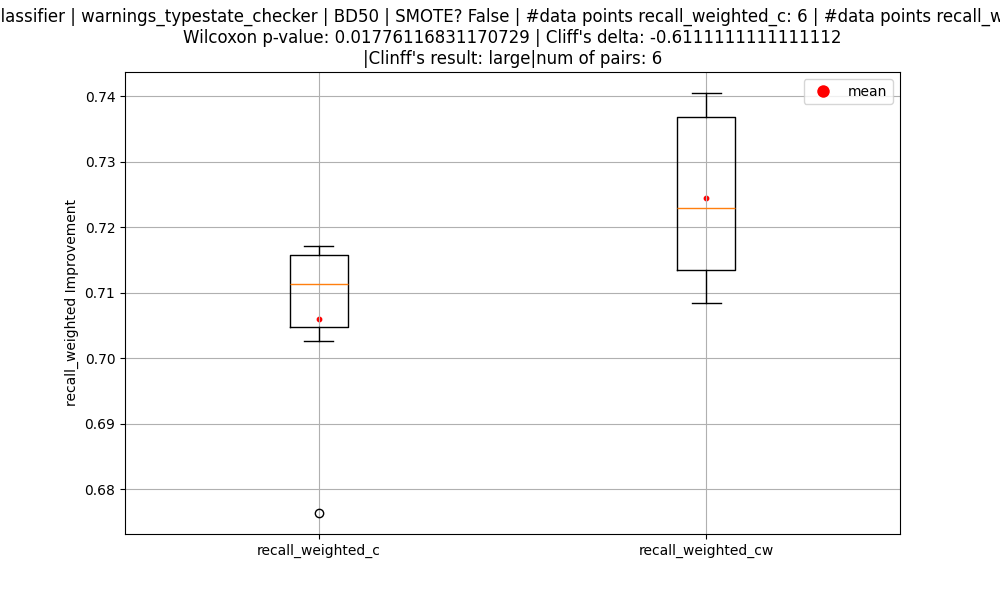 lassifier | warnings_typestate_checker | BD50 | SMOTE? False | #data points recall_weighted_c: 6 | #data points recall_w
Wilcoxon p-value: 0.01776116831170729 | Cliff's delta: -0.6111111111111112
|Clinff's result: large|num of pairs: 6
mean
0.74
0.73
0.72
0.71
0.70
0.69
0.68
recall_weighted Improvement
recall_weighted_c
recall_weighted_cw